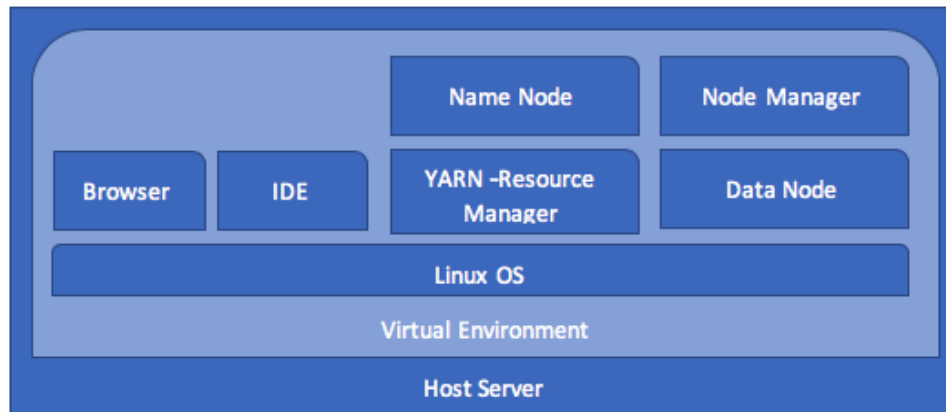 Name Node
Node Manager
Browser
IDE
YARN -Resource
Manager
Data Node
Linux OS
Virtual Environment
Host Server